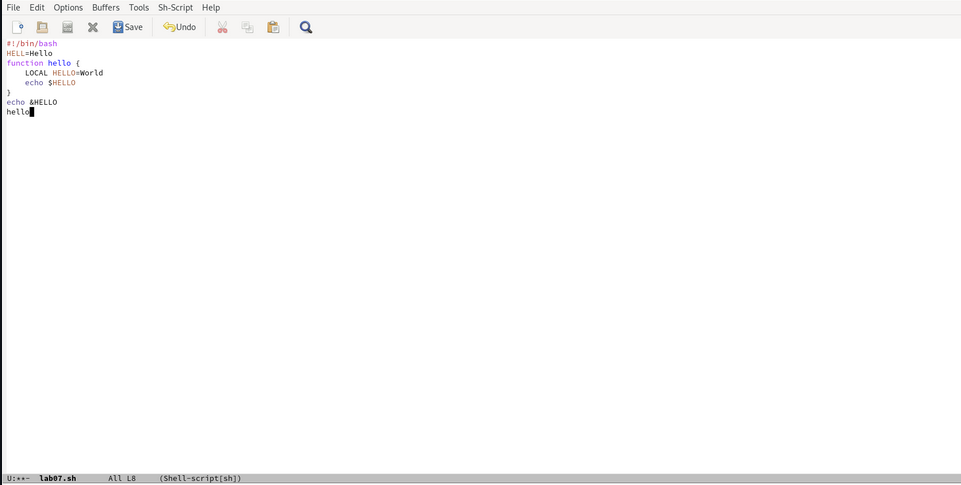 File Edit Options Buffers Tools Sh-Script Help
Save Undo
#!/bin/bash
HELL=Hello
function hello {
    LOCAL HELLO=World
    echo $HELLO
}
echo &HELLO
hello
U:**-  lab07.sh       All L8     (Shell-script[sh])